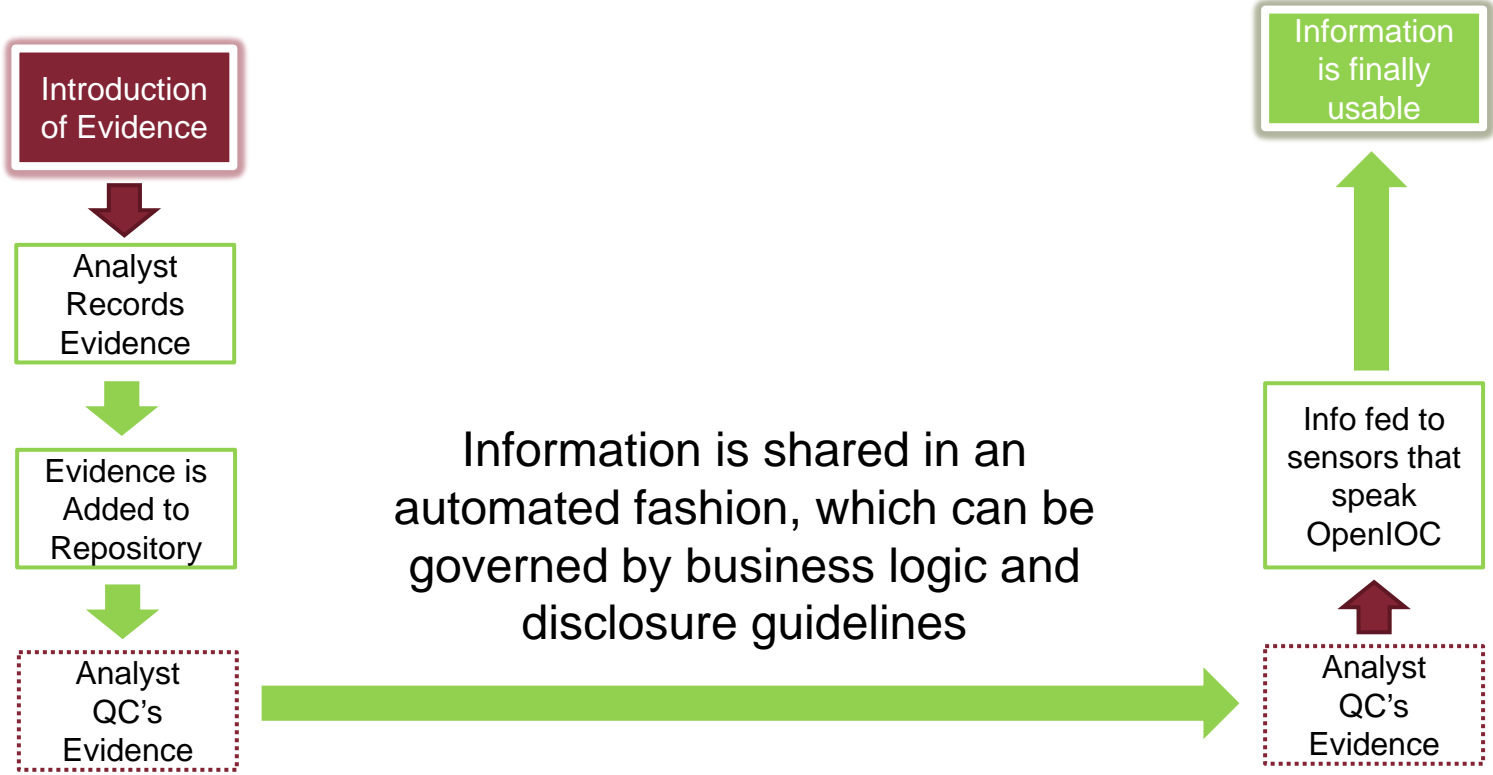 Introduction
of Evidence
Analyst
Records
Evidence
Evidence is
Added to
Repository
Analyst
QC’s
Evidence
Information is shared in an
automated fashion, which can be
governed by business logic and
disclosure guidelines
Analyst
QC’s
Evidence
Info fed to
sensors that
speak
OpenIOC
Information
is finally
usable